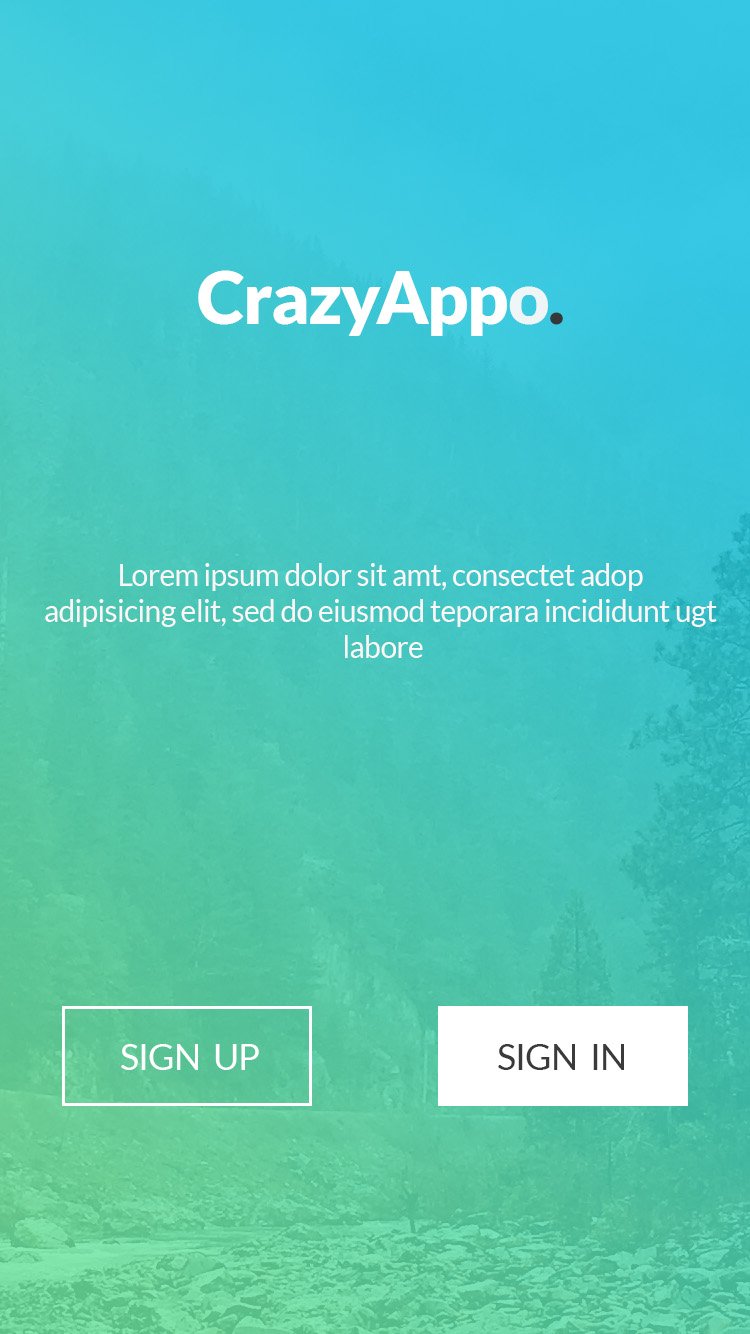 CrazyAppo.
Lorem ipsum dolor sit amt, consectet adop
adipisicing elit, sed do eiusmod teporara incididunt ugt
labore
SIGN UP
SIGN IN